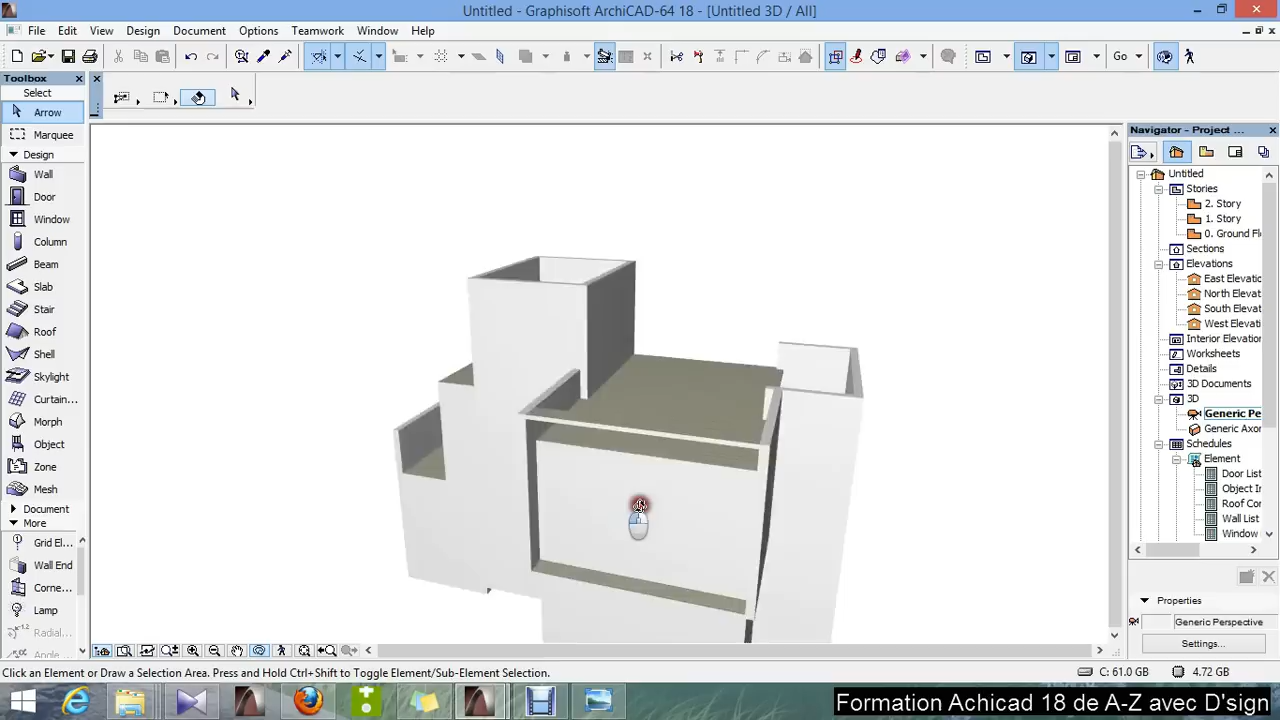 Untitled - Graphisoft ArchiCAD-64 18 - [Untitled 3D / All]
File Edit View Design Document Options Teamwork Window Help
Go
Toolbox
Select
Arrow
Marquee
Design
Wall
Door
Window
Column
Beam
Slab
Stair
Roof
Shell
Skylight
Curtain...
Morph
Object
Zone
Mesh
Document
More
Grid El...
Wall End
Corne...
Lamp
Radial...
Angle
Navigator - Project ...
Untitled
Stories
2. Story
1. Story
0. Ground Fl
Sections
Elevations
East Elevat
North Elevat
South Elevat
West Elevati
Interior Elevation
Worksheets
Details
3D Documents
3D
Generic Pe
Generic Axor
Schedules
Element
Door List
Object In
Roof Cor
Wall List
Window
Properties
Generic Perspective
Settings...
Click an Element or Draw a Selection Area. Press and Hold Ctrl+Shift to Toggle Element/Sub-Element Selection.
C: 61.0 GB
4.72 GB
Formation Achicad 18 de A-Z avec D'sign